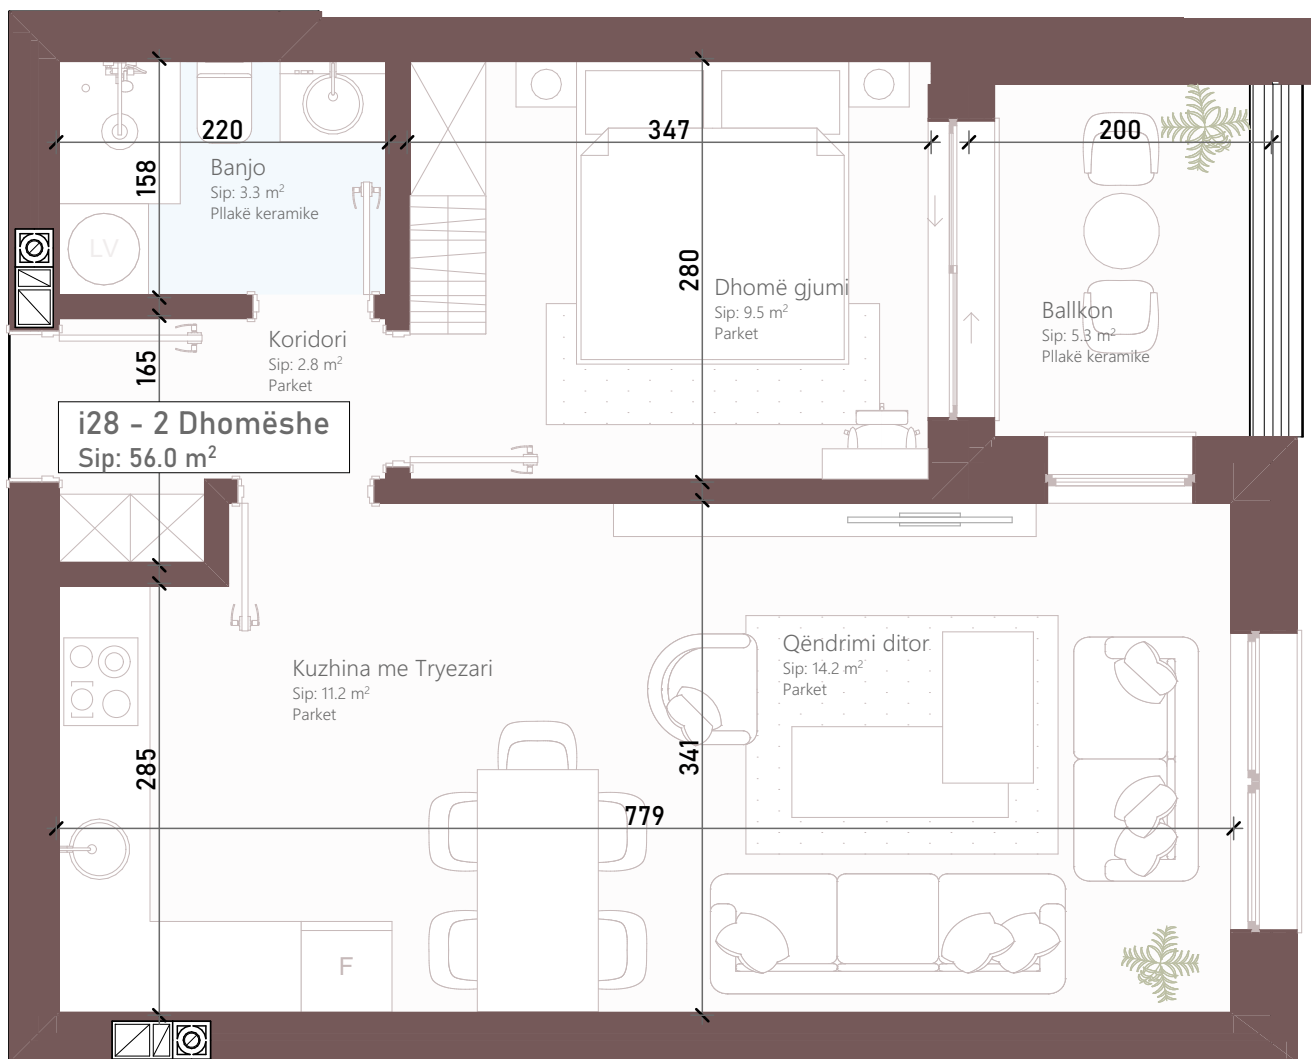 220
347
200
158
Banjo
Sip: 3.3 m²
Pllakë keramike
LV
280
Dhomë gjumi
Sip: 9.5 m²
Parket
Ballkon
Sip: 5.3 m²
Pllakë keramike
Koridori
Sip: 2.8 m²
Parket
165
i28 - 2 Dhomëshe
Sip: 56.0 m²
Kuzhina me Tryezari
Sip: 11.2 m²
Parket
Qëndrimi ditor
Sip: 14.2 m²
Parket
285
341
779
F